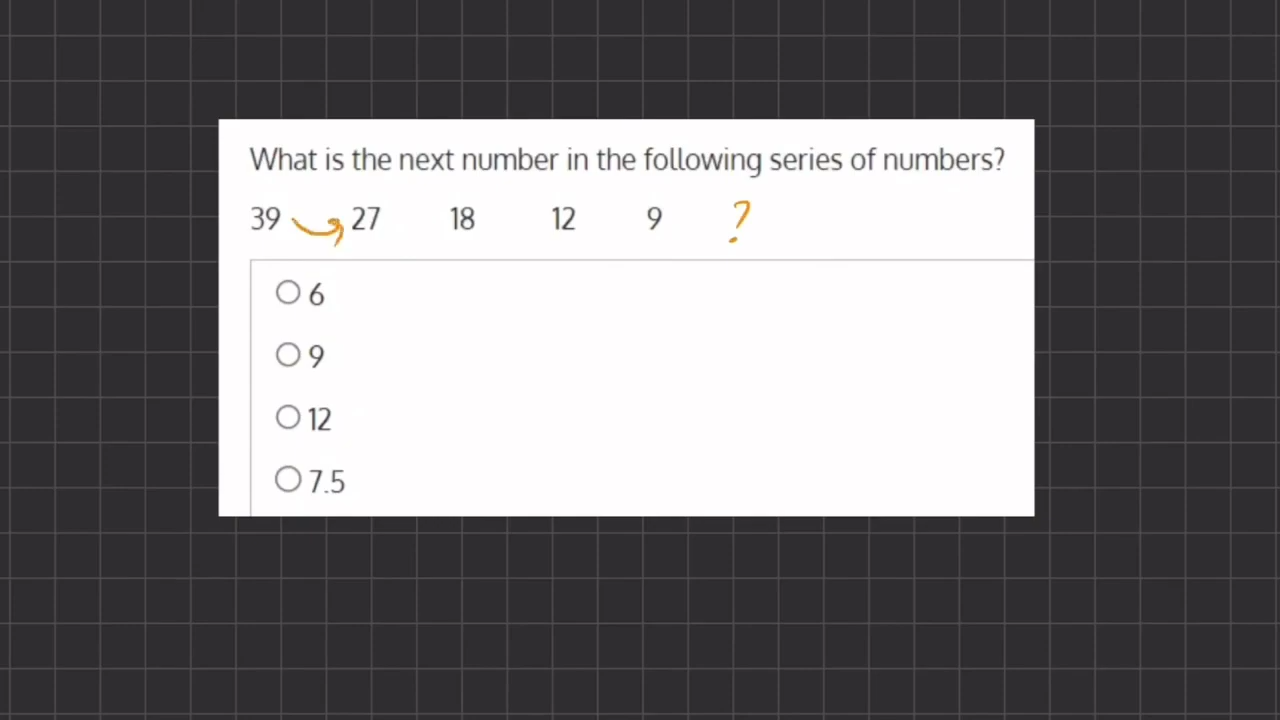 What is the next number in the following series of numbers?
39 27 18 12 9 ?
6
9
12
7.5